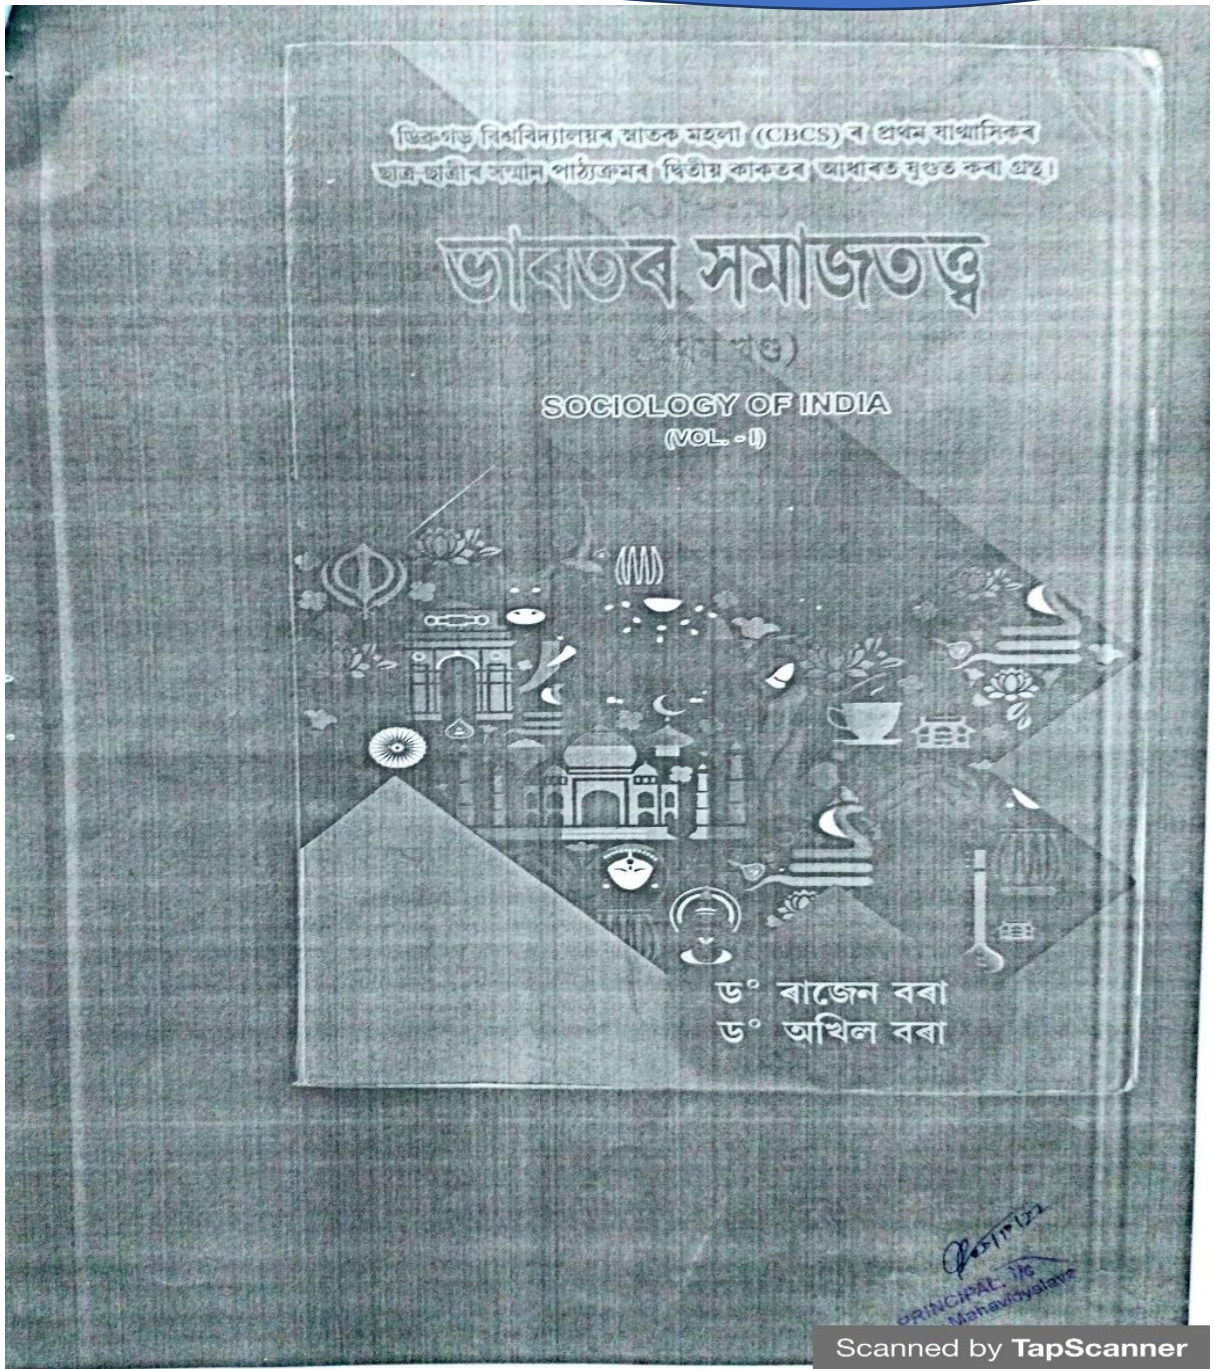 ডিব্ৰুগড় বিশ্ববিদ্যালয়ৰ স্নাতক মহলা (CBCS) ৰ প্ৰথম ষাণ্মাসিকৰ
ছাত্ৰ-ছাত্ৰীৰ সন্মান পাঠ্যক্ৰমৰ দ্বিতীয় কাকতৰ আধাৰত যুগুত কৰা গ্ৰন্থ।
ভাৰতৰ সমাজতত্ত্ব
খণ্ড)
SOCIOLOGY OF INDIA
(VOL. - I)
ড° ৰাজেন বৰা
ড° অখিল বৰা
PRINCIPAL, I/c
Mahavidyalaya
Scanned by TapScanner